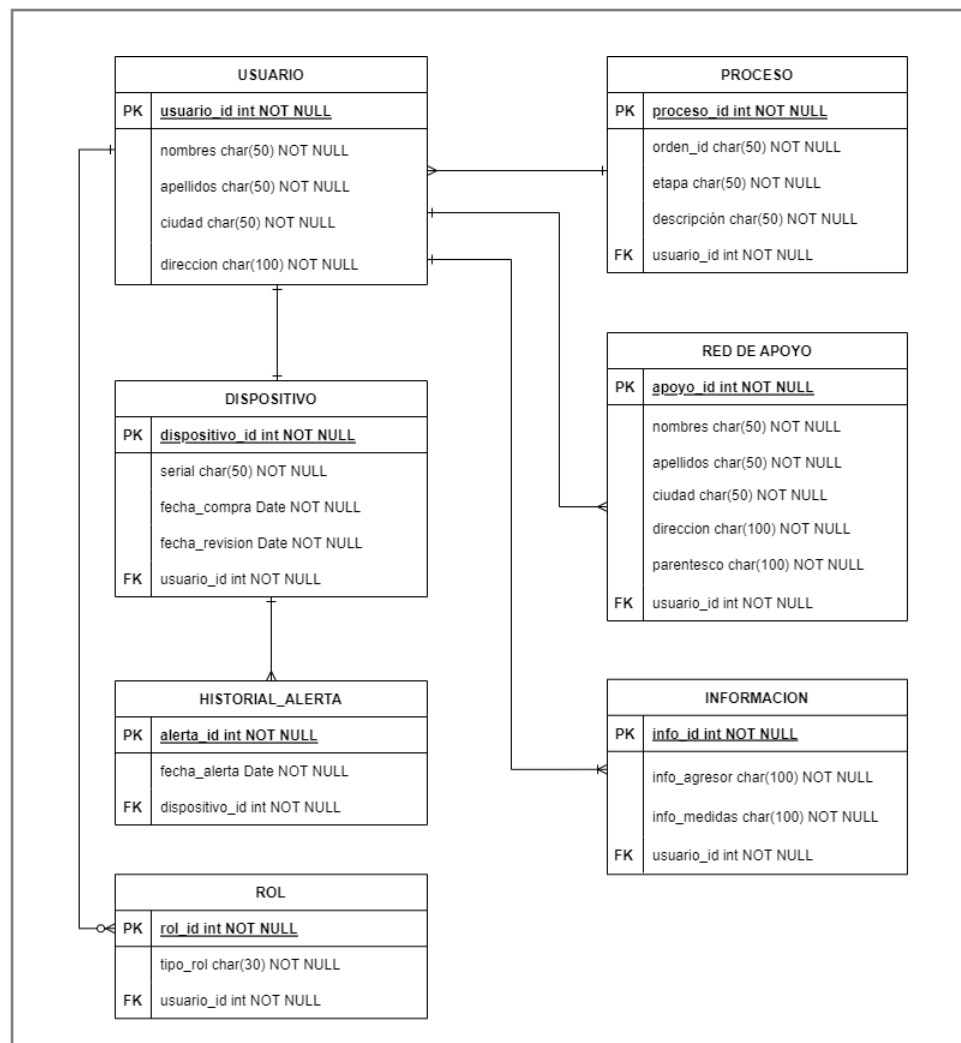 USUARIO
PK usuario_id int NOT NULL
nombres char(50) NOT NULL
apellidos char(50) NOT NULL
ciudad char(50) NOT NULL
direccion char(100) NOT NULL
DISPOSITIVO
PK dispositivo_id int NOT NULL
serial char(50) NOT NULL
fecha_compra Date NOT NULL
fecha_revision Date NOT NULL
FK usuario_id int NOT NULL
HISTORIAL_ALERTA
PK alerta_id int NOT NULL
fecha_alerta Date NOT NULL
FK dispositivo_id int NOT NULL
ROL
PK rol_id int NOT NULL
tipo_rol char(30) NOT NULL
FK usuario_id int NOT NULL
PROCESO
PK proceso_id int NOT NULL
orden_id char(50) NOT NULL
etapa char(50) NOT NULL
descripción char(50) NOT NULL
FK usuario_id int NOT NULL
RED DE APOYO
PK apoyo_id int NOT NULL
nombres char(50) NOT NULL
apellidos char(50) NOT NULL
ciudad char(50) NOT NULL
direccion char(100) NOT NULL
parentesco char(100) NOT NULL
FK usuario_id int NOT NULL
INFORMACION
PK info_id int NOT NULL
info_agresor char(100) NOT NULL
info_medidas char(100) NOT NULL
FK usuario_id int NOT NULL